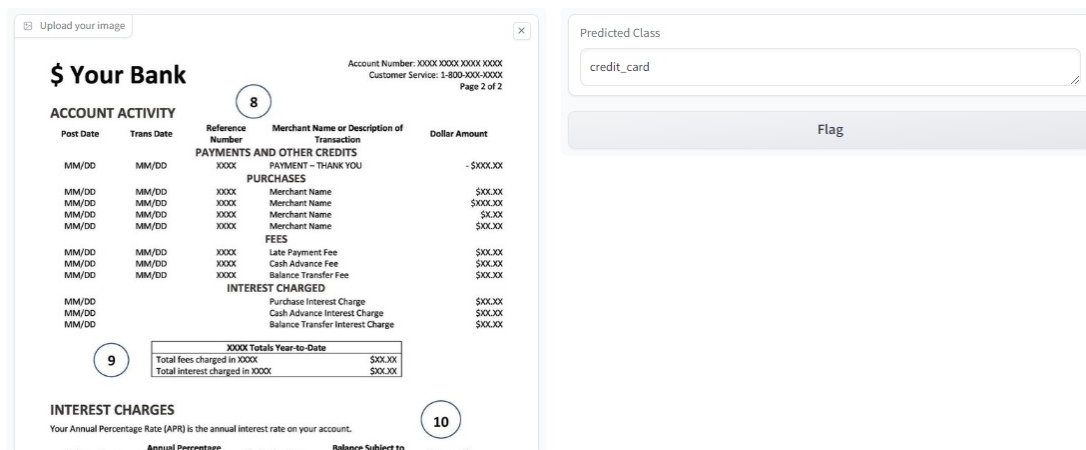 Upload your image
$ Your Bank
Account Number: XXXX XXXX XXXX XXXX
Customer Service: 1-800-XXX-XXXX
Page 2 of 2
8
ACCOUNT ACTIVITY
Post Date Trans Date Reference Number Merchant Name or Description of Transaction Dollar Amount
PAYMENTS AND OTHER CREDITS
MM/DD MM/DD XXXX PAYMENT – THANK YOU - $XXX.XX
PURCHASES
MM/DD MM/DD XXXX Merchant Name $XX.XX
MM/DD MM/DD XXXX Merchant Name $XXX.XX
MM/DD MM/DD XXXX Merchant Name $X.XX
MM/DD MM/DD XXXX Merchant Name $XX.XX
FEES
MM/DD MM/DD XXXX Late Payment Fee $XX.XX
MM/DD MM/DD XXXX Cash Advance Fee $XX.XX
MM/DD MM/DD XXXX Balance Transfer Fee $XX.XX
INTEREST CHARGED
MM/DD Purchase Interest Charge $XX.XX
MM/DD Cash Advance Interest Charge $XX.XX
MM/DD Balance Transfer Interest Charge $XX.XX
9
XXXX Totals Year-to-Date
Total fees charged in XXXX $XX.XX
Total interest charged in XXXX $XX.XX
INTEREST CHARGES
10
Your Annual Percentage Rate (APR) is the annual interest rate on your account.
Annual Percentage Balance Subject to
Predicted Class
credit_card
Flag